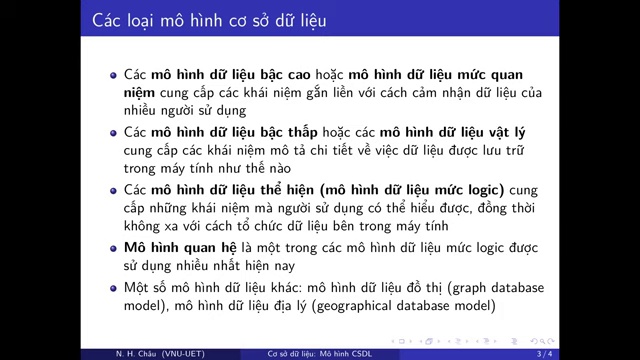 Các loại mô hình cơ sở dữ liệu
Các mô hình dữ liệu bậc cao hoặc mô hình dữ liệu mức quan
niệm cung cấp các khái niệm gắn liền với cách cảm nhận dữ liệu của
nhiều người sử dụng
Các mô hình dữ liệu bậc thấp hoặc các mô hình dữ liệu vật lý
cung cấp các khái niệm mô tả chi tiết về việc dữ liệu được lưu trữ
trong máy tính như thế nào
Các mô hình dữ liệu thể hiện (mô hình dữ liệu mức logic) cung
cấp những khái niệm mà người sử dụng có thể hiểu được, đồng thời
không xa với cách tổ chức dữ liệu bên trong máy tính
Mô hình quan hệ là một trong các mô hình dữ liệu mức logic được
sử dụng nhiều nhất hiện nay
Một số mô hình dữ liệu khác: mô hình dữ liệu đồ thị (graph database
model), mô hình dữ liệu địa lý (geographical database model)
N. H. Châu (VNU-UET) Cơ sở dữ liệu: Mô hình CSDL 3 / 4